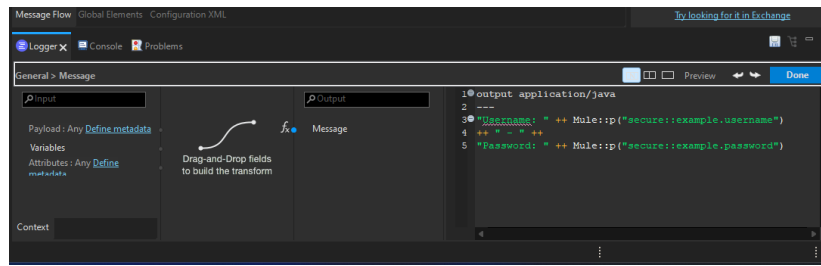 Message Flow Global Elements Configuration XML
Try looking for it in Exchange
Logger Console Problems
General > Message
Preview
Done
Input
Output
Payload : Any Define metadata
Variables
Attributes : Any Define
metadata
Context
Drag-and-Drop fields
to build the transform
fx
Message
1 output application/java
2 ---
3 "Username: " ++ Mule::p("secure::example.username")
4 ++ " - " ++
5 "Password: " ++ Mule::p("secure::example.password")